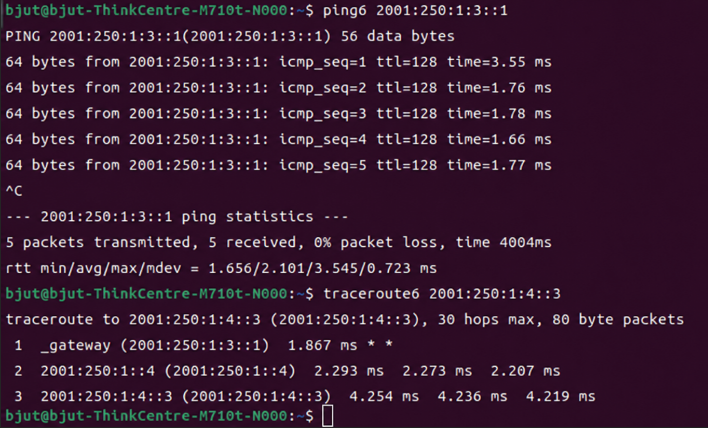 bjut@bjut-ThinkCentre-M710t-N000:~$ ping6 2001:250:1:3::1
PING 2001:250:1:3::1(2001:250:1:3::1) 56 data bytes
64 bytes from 2001:250:1:3::1: icmp_seq=1 ttl=128 time=3.55 ms
64 bytes from 2001:250:1:3::1: icmp_seq=2 ttl=128 time=1.76 ms
64 bytes from 2001:250:1:3::1: icmp_seq=3 ttl=128 time=1.78 ms
64 bytes from 2001:250:1:3::1: icmp_seq=4 ttl=128 time=1.66 ms
64 bytes from 2001:250:1:3::1: icmp_seq=5 ttl=128 time=1.77 ms
^C
--- 2001:250:1:3::1 ping statistics ---
5 packets transmitted, 5 received, 0% packet loss, time 4004ms
rtt min/avg/max/mdev = 1.656/2.101/3.545/0.723 ms
bjut@bjut-ThinkCentre-M710t-N000:~$ traceroute6 2001:250:1:4::3
traceroute to 2001:250:1:4::3 (2001:250:1:4::3), 30 hops max, 80 byte packets
1 _gateway (2001:250:1:3::1) 1.867 ms * *
2 2001:250:1::4 (2001:250:1::4) 2.293 ms 2.273 ms 2.207 ms
3 2001:250:1:4::3 (2001:250:1:4::3) 4.254 ms 4.236 ms 4.219 ms
bjut@bjut-ThinkCentre-M710t-N000:~$